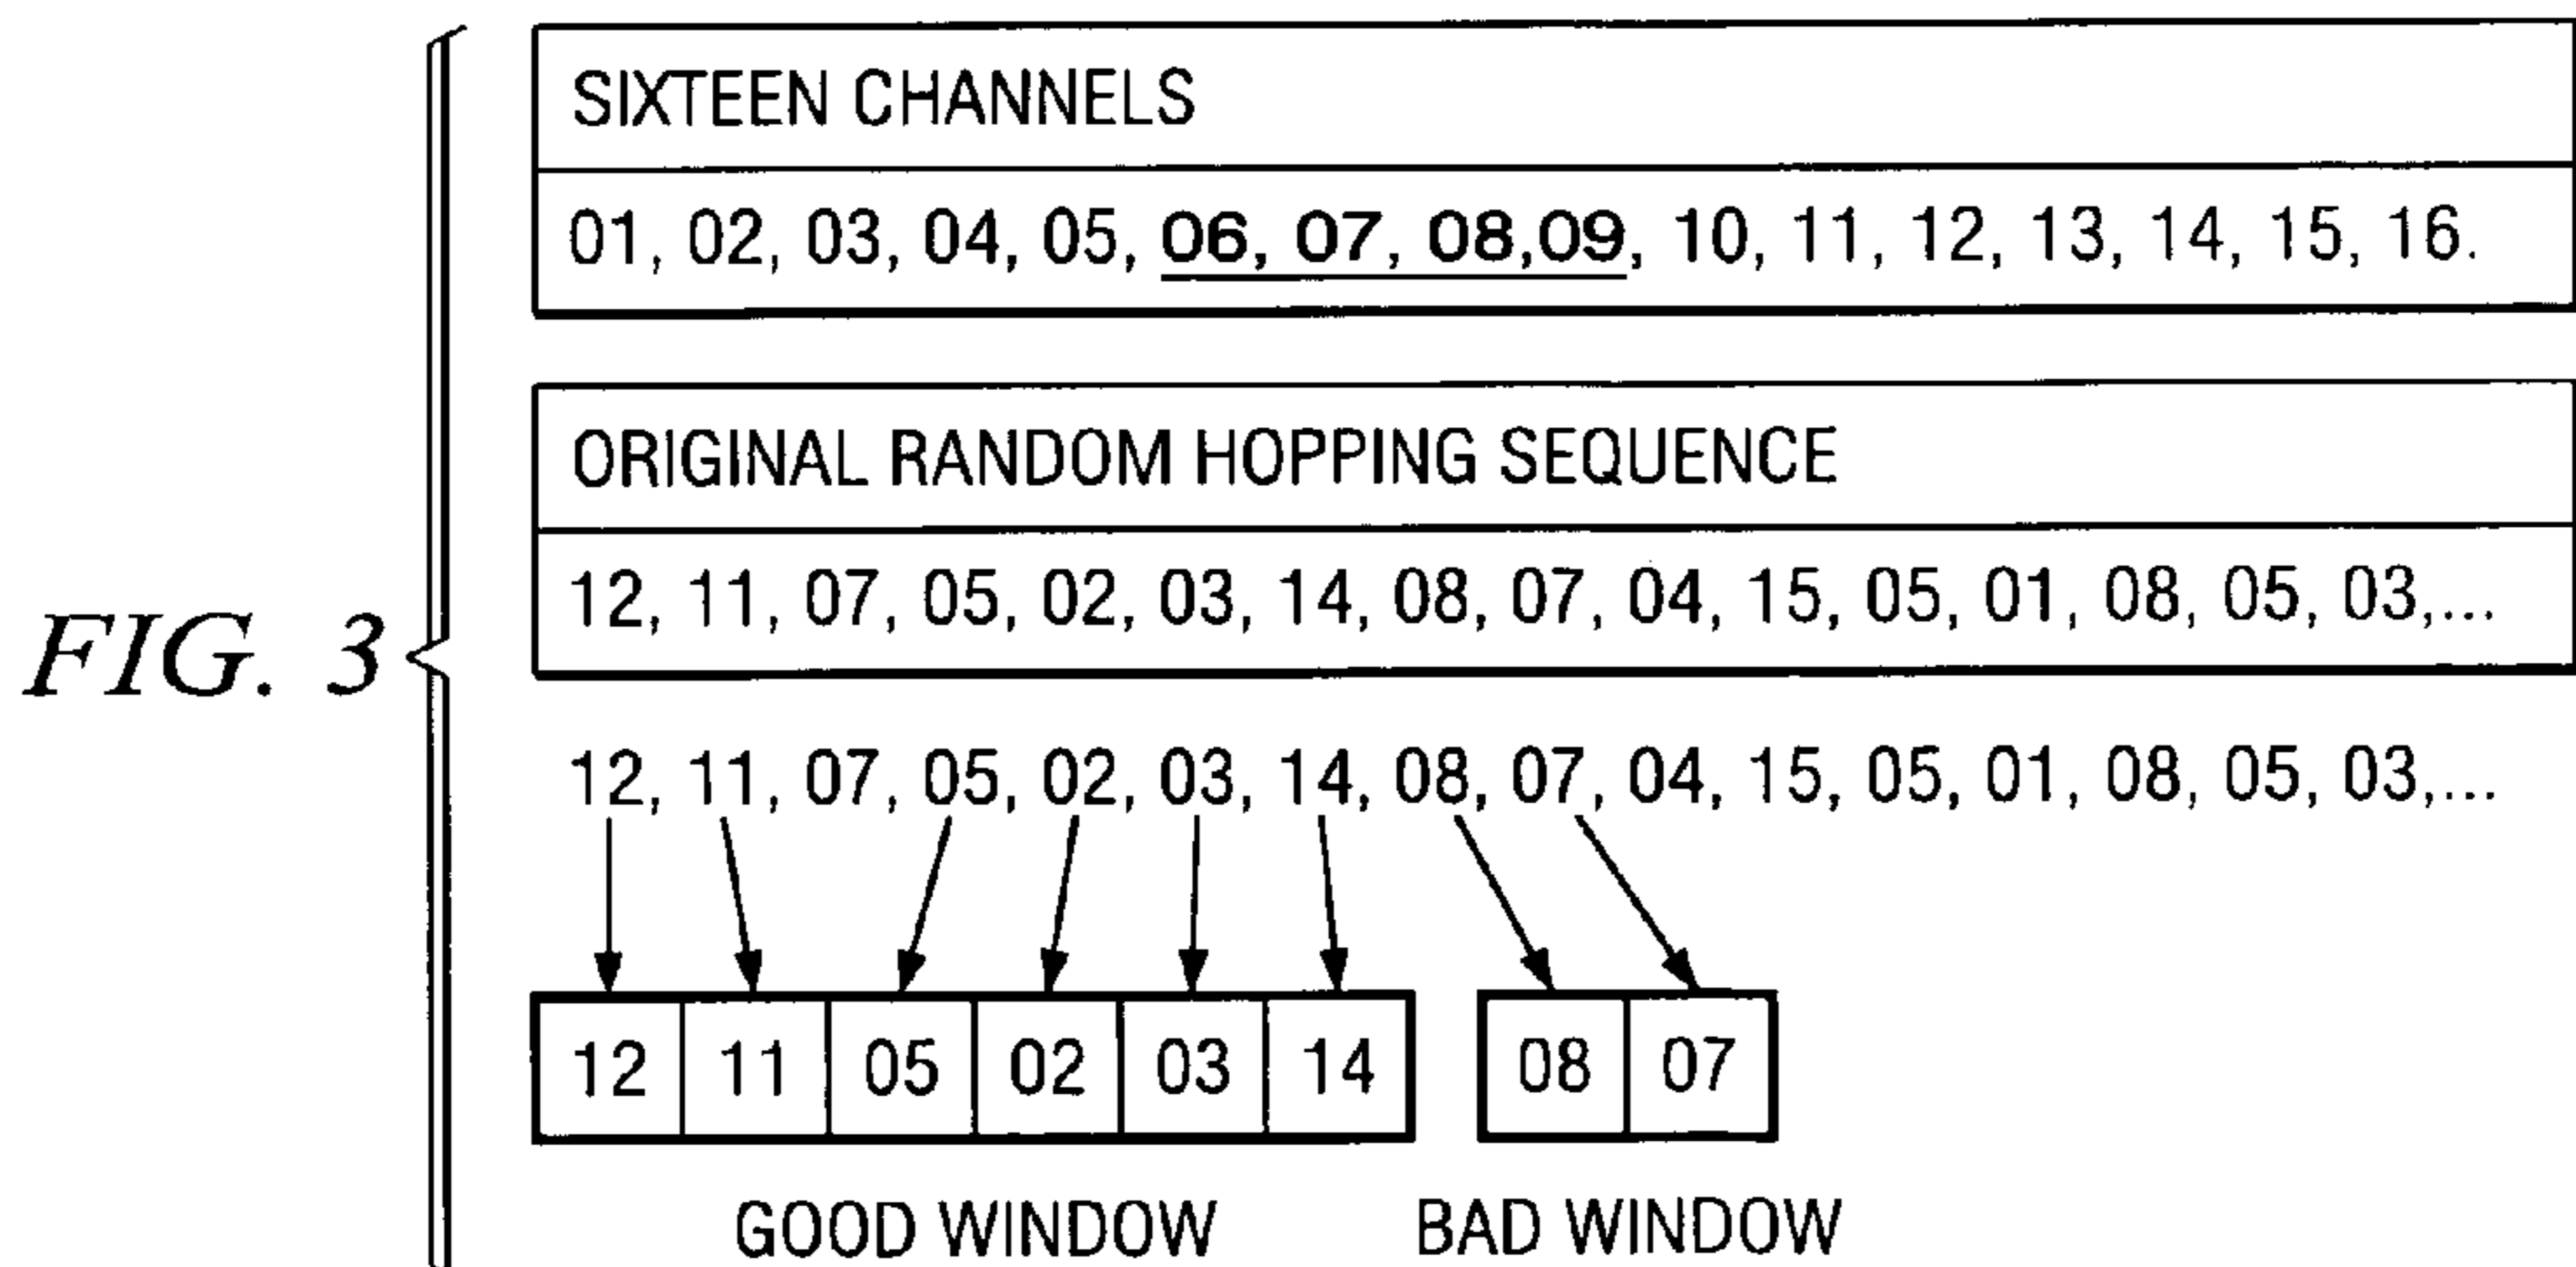 SIXTEEN CHANNELS
01, 02, 03, 04, 05, 06, 07, 08,09, 10, 11, 12, 13, 14, 15, 16.
ORIGINAL RANDOM HOPPING SEQUENCE
12, 11, 07, 05, 02, 03, 14, 08, 07, 04, 15, 05, 01, 08, 05, 03,...
FIG. 3
12, 11, 07, 05, 02, 03, 14, 08, 07, 04, 15, 05, 01, 08, 05, 03,...
12 11 05 02 03 14 08 07
GOOD WINDOW BAD WINDOW